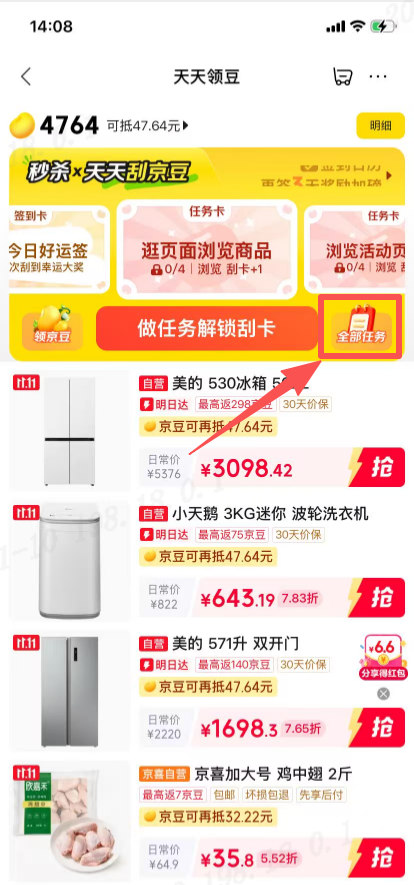 14:08
天天领豆
4764 可抵47.64元
明细
秒杀×天天刮京豆
签到卡
今日好运签
次刮到幸运大奖
任务卡
逛页面浏览商品
0/4 | 浏览 刮卡+1
任务卡
浏览活动页
0/4 | 浏览
领京豆
做任务解锁刮卡
全部任务
11.11
自营 美的 530冰箱
明日达 最高返298京豆 30天价保
京豆可再抵47.64元
日常价
¥5376
¥3098.42
抢
11.11
自营 小天鹅 3KG迷你 波轮洗衣机
明日达 最高返75京豆 30天价保
京豆可再抵47.64元
日常价
¥822
¥643.19 7.83折
抢
11.11
自营 美的 571升 双开门
明日达 最高返140京豆 30天价保
京豆可再抵47.64元
日常价
¥2220
¥1698.3 7.65折
抢
¥6.6
分享得红包
11.11
京喜自营 京喜加大号 鸡中翅 2斤
最高返7京豆 包邮 坏损包退 先享后付
京豆可再抵32.22元
日常价
¥64.9
¥35.8 5.52折
抢